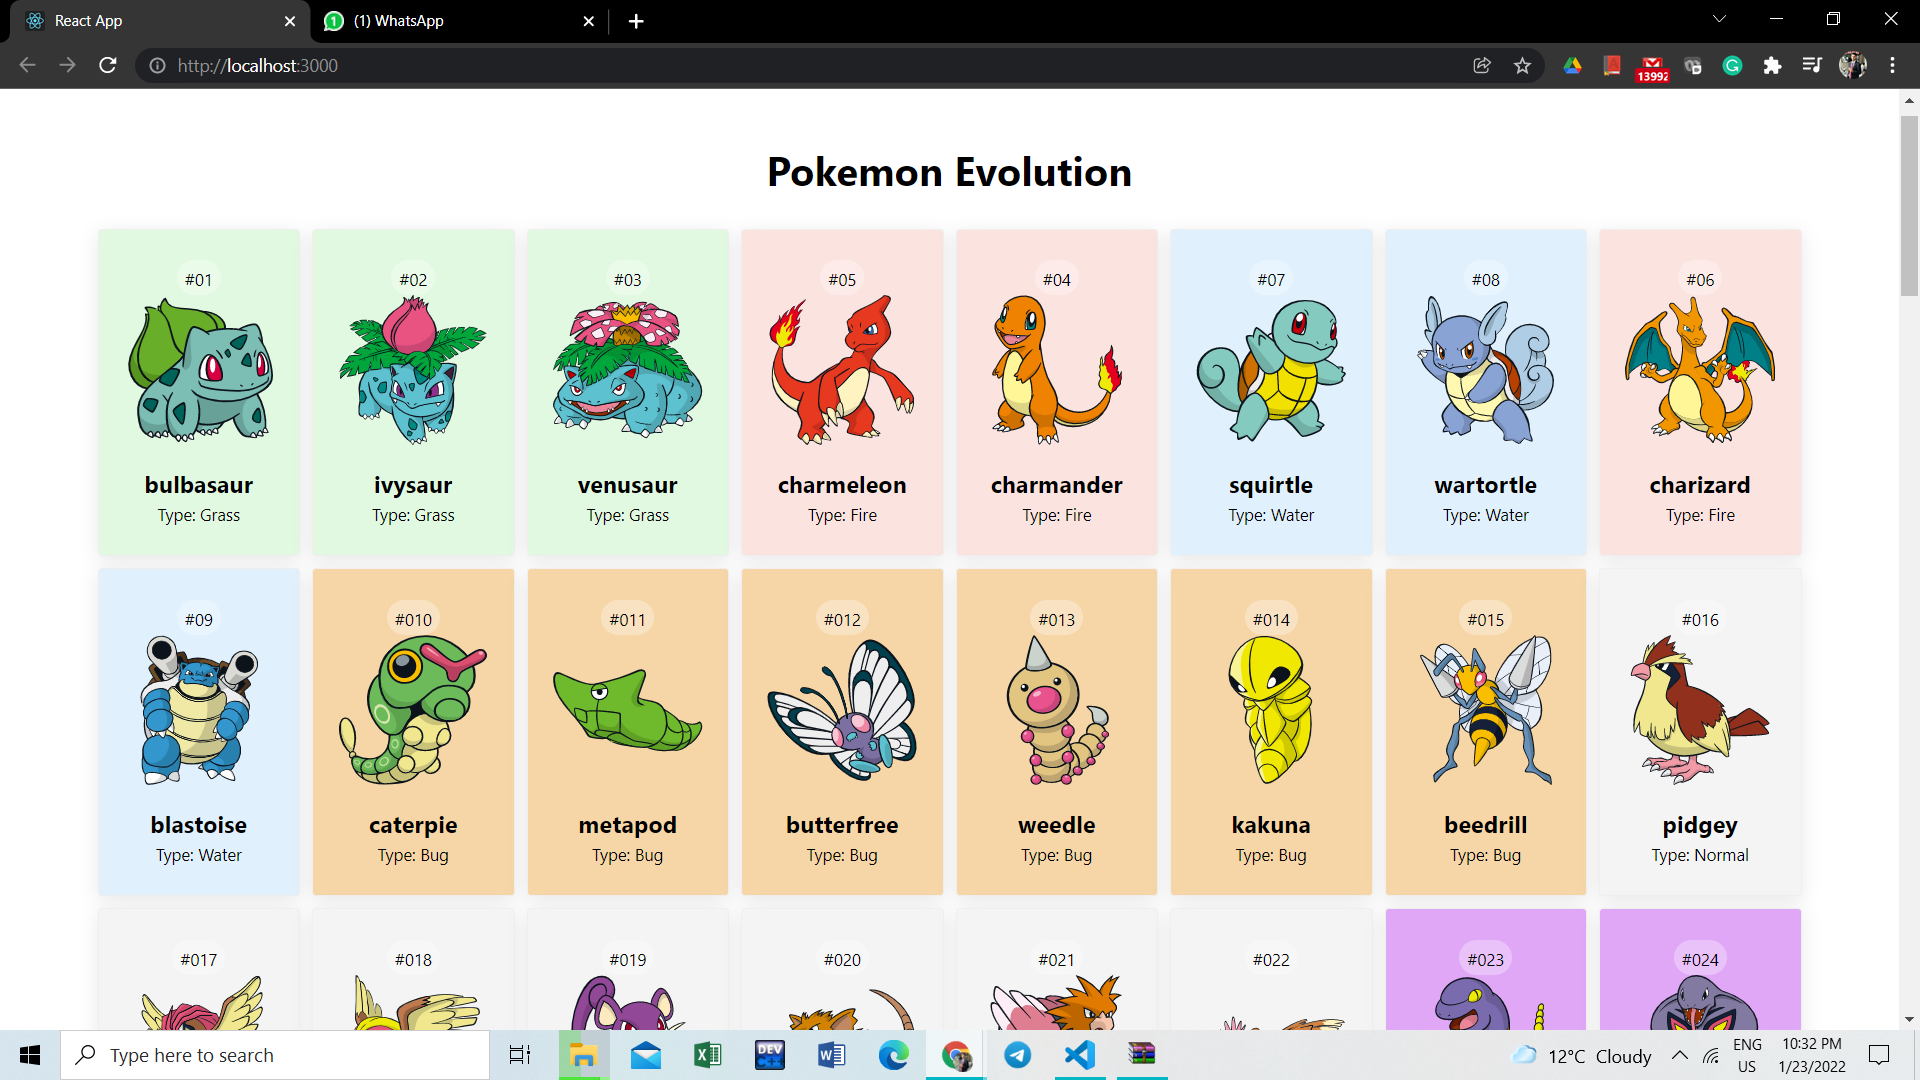 React App
(1) WhatsApp
http://localhost:3000
13992
Pokemon Evolution
#01 #02 #03 #05 #04 #07 #08 #06
bulbasaur ivysaur venusaur charmeleon charmander squirtle wartortle charizard
Type: Grass Type: Grass Type: Grass Type: Fire Type: Fire Type: Water Type: Water Type: Fire
#09 #010 #011 #012 #013 #014 #015 #016
blastoise caterpie metapod butterfree weedle kakuna beedrill pidgey
Type: Water Type: Bug Type: Bug Type: Bug Type: Bug Type: Bug Type: Bug Type: Normal
#017 #018 #019 #020 #021 #022 #023 #024
Type here to search
DEV
C++
12°C Cloudy
ENG
US
10:32 PM
1/23/2022